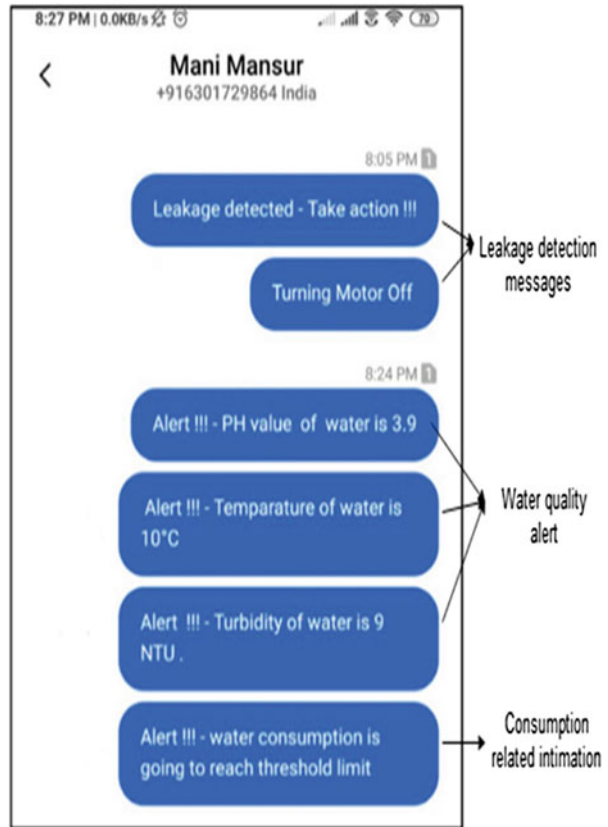 8:27 PM | 0.0KB/s
70
Mani Mansur
+916301729864 India
8:05 PM 1
Leakage detected - Take action !!!
Turning Motor Off
Leakage detection
messages
8:24 PM 1
Alert !!! - PH value of water is 3.9
Alert !!! - Temparature of water is
10°C
Alert !!! - Turbidity of water is 9
NTU .
Water quality
alert
Alert !!! - water consumption is
going to reach threshold limit
Consumption
related intimation